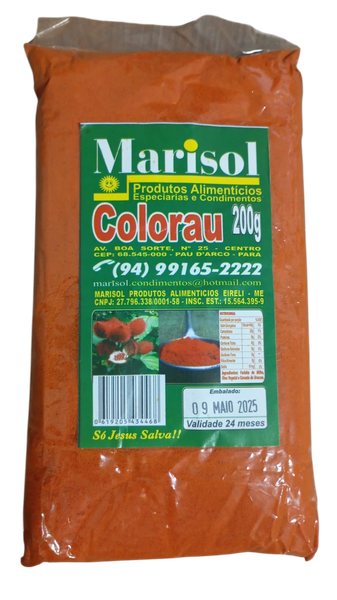 Marisol
Produtos Alimentícios
Especiarias e Condimentos
Colorau 200g
AV. BOA SORTE, Nº 25 - CENTRO
CEP: 68.545-000 - PAU D'ARCO - PARÁ
(94) 99165-2222
marisol.condimentos@hotmail.com
MARISOL PRODUTOS ALIMENTICIOS EIRELI - ME
CNPJ: 27.796.338/0001-58 - INSC. EST.: 15.564.395-9
Embalado:
09 MAIO 2025
Validade 24 meses
Só Jesus Salva!!